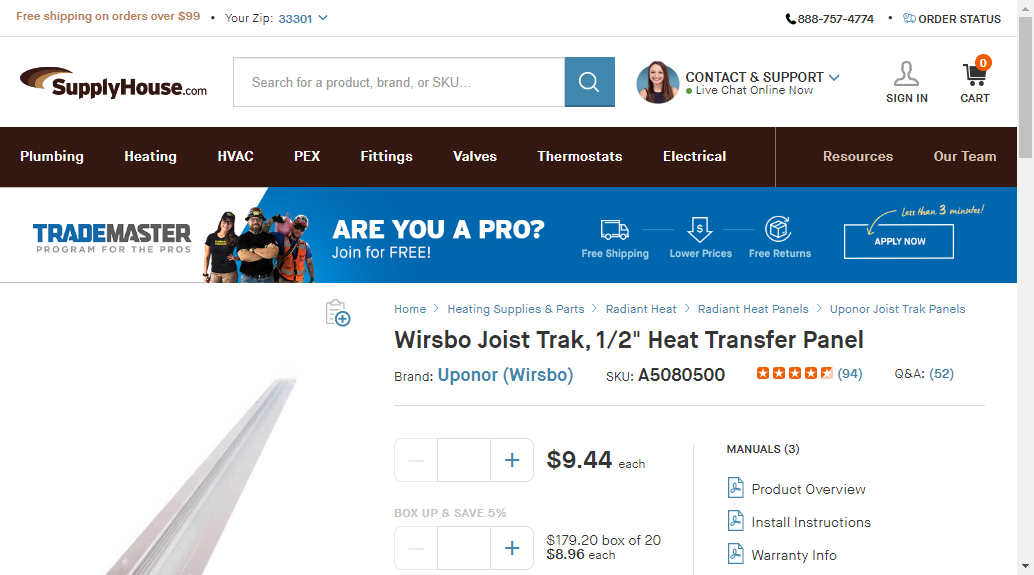 Free shipping on orders over $99 • Your Zip: 33301
888-757-4774 • ORDER STATUS
SupplyHouse.com
Search for a product, brand, or SKU...
CONTACT & SUPPORT
Live Chat Online Now
SIGN IN
0
CART
Plumbing Heating HVAC PEX Fittings Valves Thermostats Electrical Resources Our Team
TRADEMASTER
PROGRAM FOR THE PROS
ARE YOU A PRO?
Join for FREE!
Free Shipping Lower Prices Free Returns
Less than 3 minutes!
APPLY NOW
Home > Heating Supplies & Parts > Radiant Heat > Radiant Heat Panels > Uponor Joist Trak Panels
Wirsbo Joist Trak, 1/2" Heat Transfer Panel
Brand: Uponor (Wirsbo) SKU: A5080500 (94) Q&A: (52)
$9.44 each
BOX UP & SAVE 5%
$179.20 box of 20
$8.96 each
MANUALS (3)
Product Overview
Install Instructions
Warranty Info